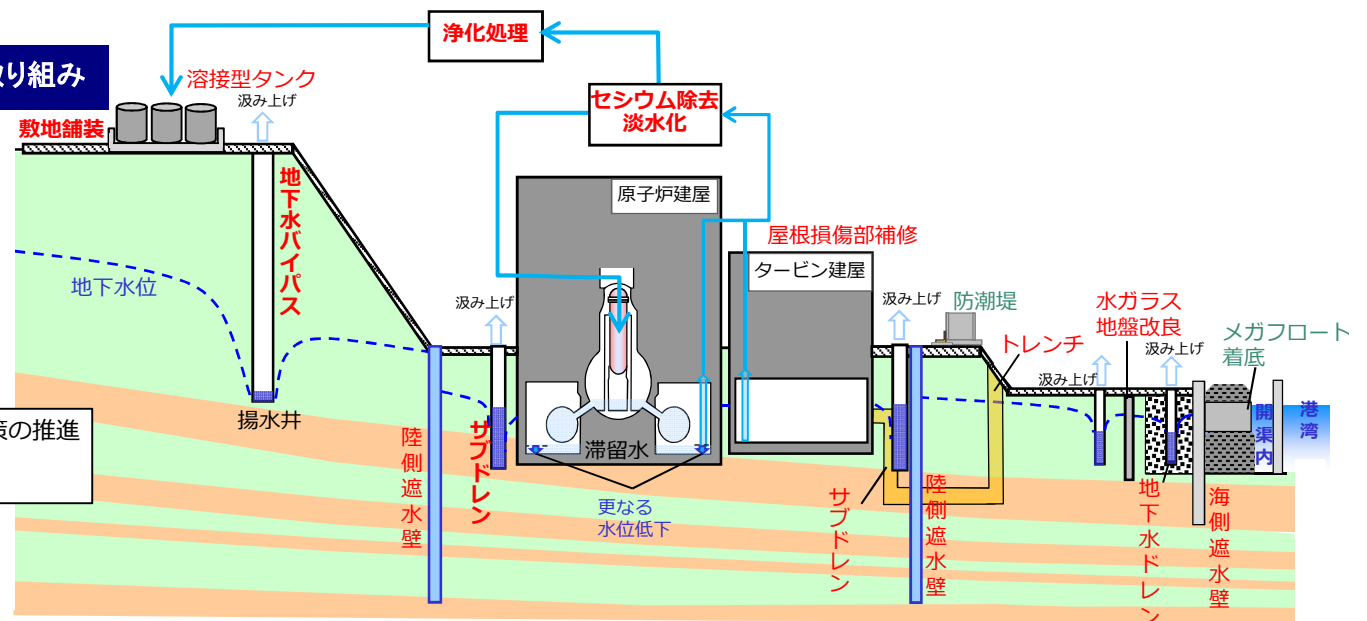 り組み
浄化処理
溶接型タンク
汲み上げ
敷地舗装
セシウム除去
淡水化
地下水バイパス
原子炉建屋
屋根損傷部補修
タービン建屋
地下水位
汲み上げ
汲み上げ
防潮堤
水ガラス
地盤改良
メガフロート
着底
トレンチ
汲み上げ
汲み上げ
開渠内
港湾
揚水井
策の推進
陸側遮水壁
サブドレン
滞留水
更なる
水位低下
サブドレン
陸側遮水壁
地下水ドレン
海側遮水壁